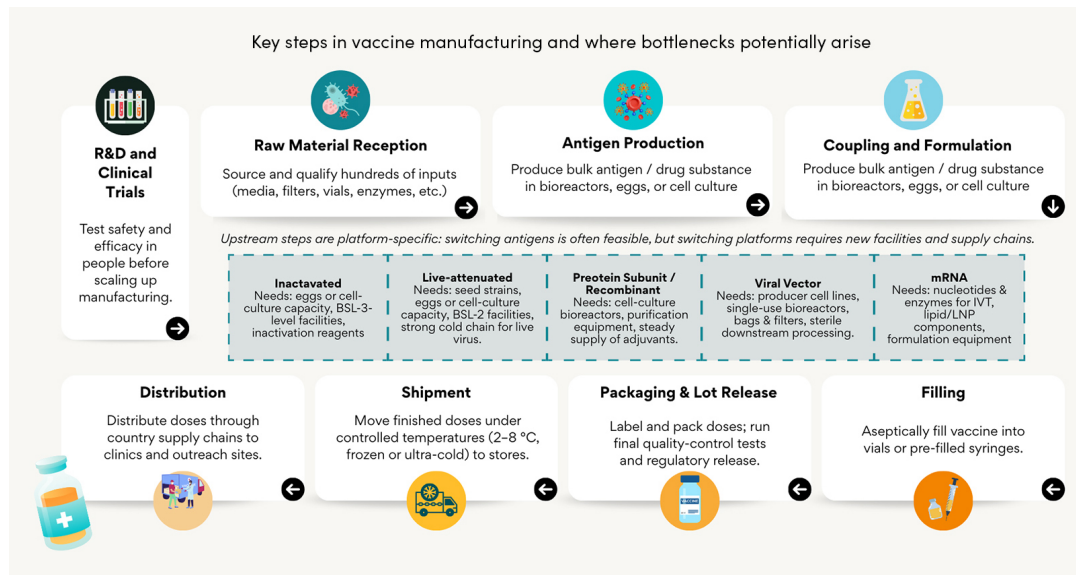 Key steps in vaccine manufacturing and where bottlenecks potentially arise
R&D and
Clinical
Trials
Test safety and
efficacy in
people before
scaling up
manufacturing.
Raw Material Reception
Source and qualify hundreds of inputs
(media, filters, vials, enzymes, etc.)
Antigen Production
Produce bulk antigen / drug substance
in bioreactors, eggs, or cell culture
Coupling and Formulation
Produce bulk antigen / drug substance
in bioreactors, eggs, or cell culture
Upstream steps are platform-specific: switching antigens is often feasible, but switching platforms requires new facilities and supply chains.
Inactavated
Needs: eggs or cell-
culture capacity, BSL-3-
level facilities,
inactivation reagents
Live-attenuated
Needs: seed strains,
eggs or cell-culture
capacity, BSL-2 facilities,
strong cold chain for live
virus.
Preotein Subunit /
Recombinant
Needs: cell-culture
bioreactors, purification
equipment, steady
supply of adjuvants.
Viral Vector
Needs: producer cell lines,
single-use bioreactors,
bags & filters, sterile
downstream processing.
mRNA
Needs: nucleotides &
enzymes for IVT,
lipid/LNP
components,
formulation equipment
Distribution
Distribute doses through
country supply chains to
clinics and outreach sites.
Shipment
Move finished doses under
controlled temperatures (2–8 °C,
frozen or ultra-cold) to stores.
Packaging & Lot Release
Label and pack doses; run
final quality-control tests
and regulatory release.
Filling
Aseptically fill vaccine into
vials or pre-filled syringes.